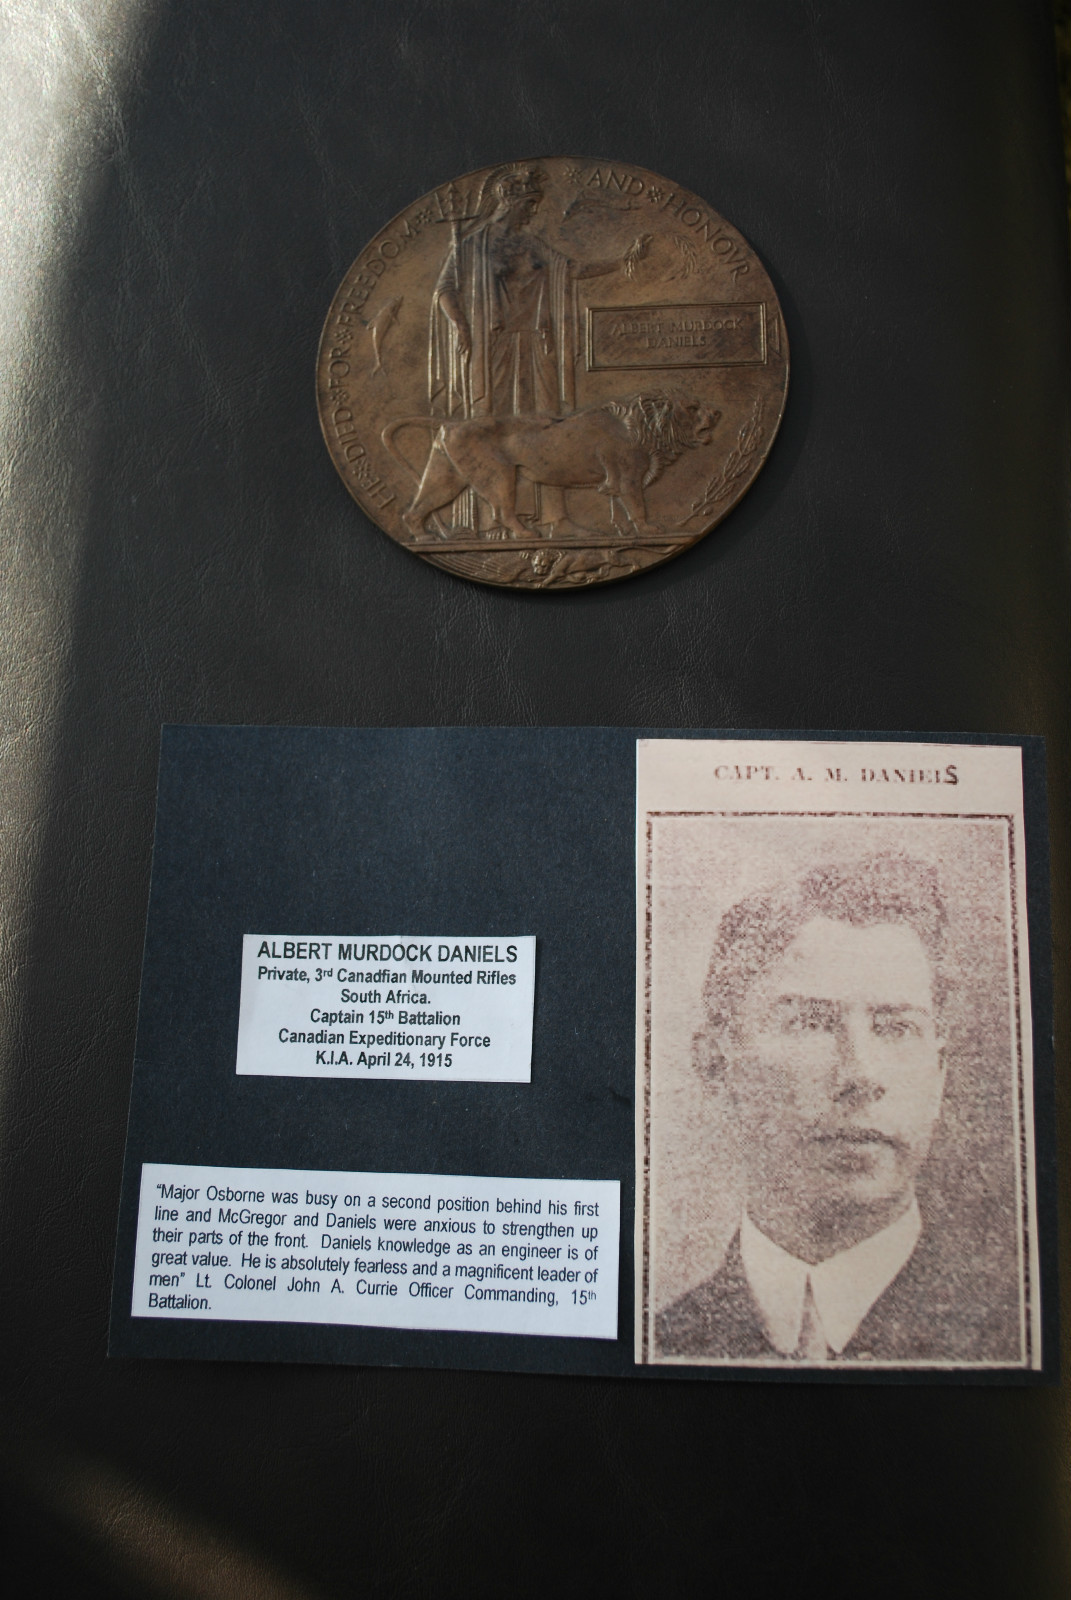 HE DIED FOR FREEDOM AND HONOVR
ALBERT MURDOCK
DANIELS
CAPT. A. M. DANIELS
ALBERT MURDOCK DANIELS
Private, 3rd Canadfian Mounted Rifles
South Africa.
Captain 15th Battalion
Canadian Expeditionary Force
K.I.A. April 24, 1915
“Major Osborne was busy on a second position behind his first
line and McGregor and Daniels were anxious to strengthen up
their parts of the front. Daniels knowledge as an engineer is of
great value. He is absolutely fearless and a magnificent leader of
men” Lt. Colonel John A. Currie Officer Commanding, 15th
Battalion.